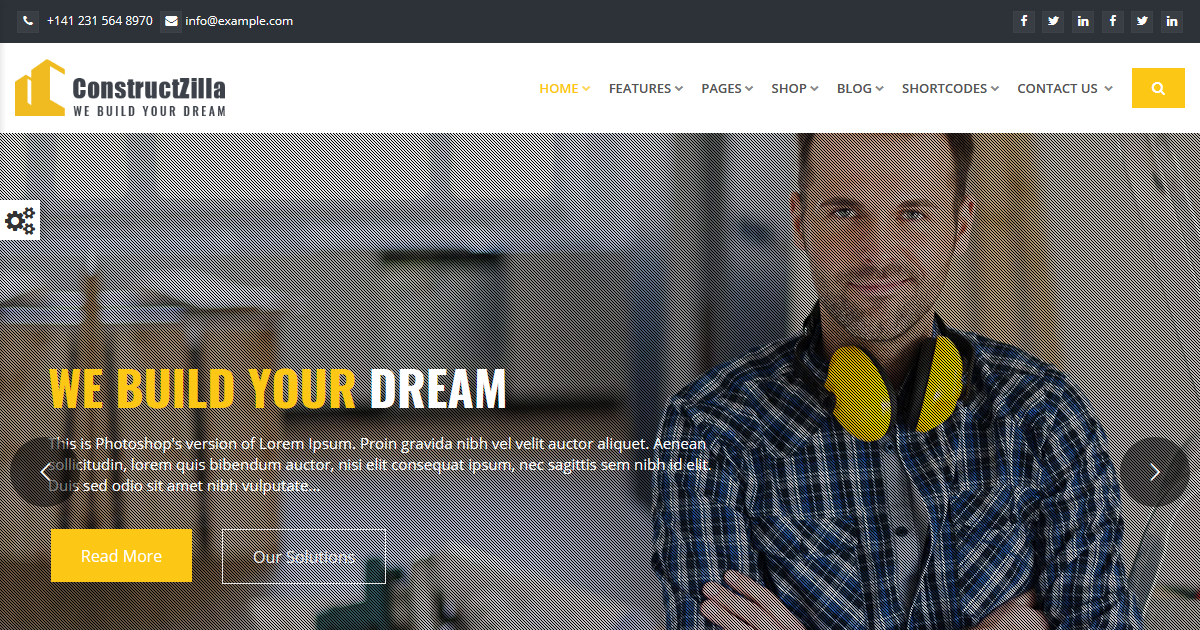 +141 231 564 8970 info@example.com
ConstructZilla
WE BUILD YOUR DREAM
HOME FEATURES PAGES SHOP BLOG SHORTCODES CONTACT US
WE BUILD YOUR DREAM
This is Photoshop's version of Lorem Ipsum. Proin gravida nibh vel velit auctor aliquet. Aenean
sollicitudin, lorem quis bibendum auctor, nisi elit consequat ipsum, nec sagittis sem nibh id elit.
Duis sed odio sit amet nibh vulputate...
Read More Our Solutions